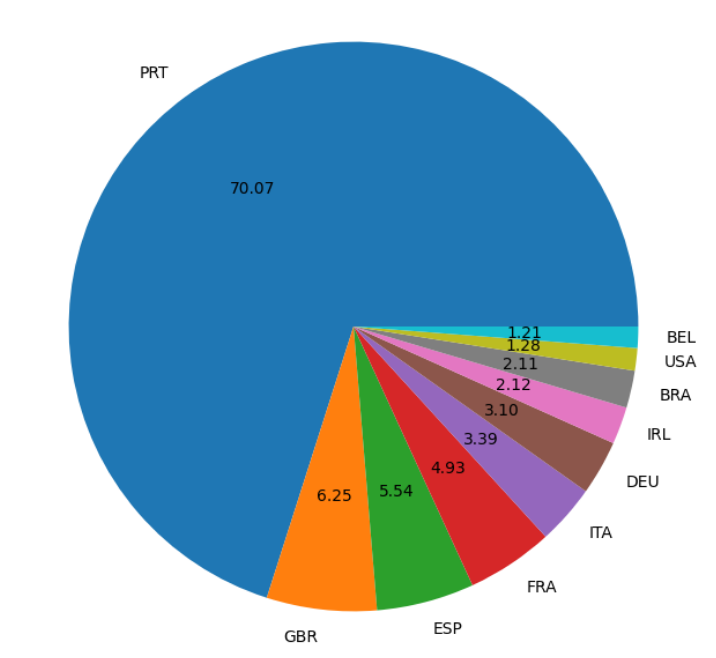 PRT
70.07
1.21
BEL
1.28
USA
2.11
BRA
2.12
IRL
3.10
DEU
3.39
ITA
4.93
FRA
5.54
ESP
6.25
GBR